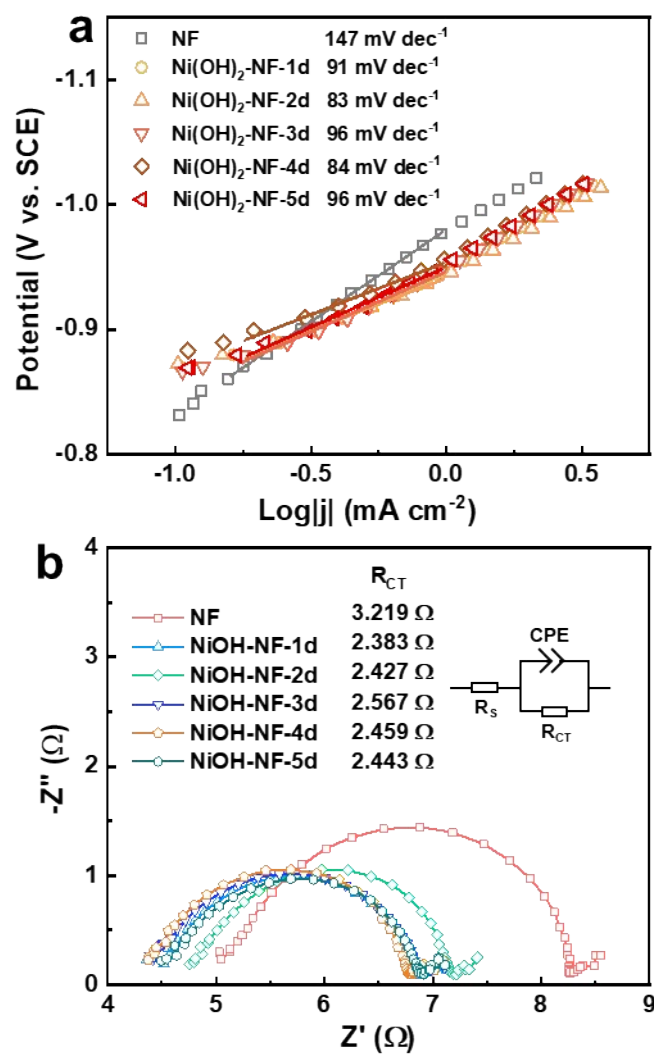 a
NF 147 mV dec⁻¹
Ni(OH)₂-NF-1d 91 mV dec⁻¹
Ni(OH)₂-NF-2d 83 mV dec⁻¹
Ni(OH)₂-NF-3d 96 mV dec⁻¹
Ni(OH)₂-NF-4d 84 mV dec⁻¹
Ni(OH)₂-NF-5d 96 mV dec⁻¹
Potential (V vs. SCE)
-1.1
-1.0
-0.9
-0.8
-1.0 -0.5 0.0 0.5
Log|j| (mA cm⁻²)
b
R_CT
NF 3.219 Ω
NiOH-NF-1d 2.383 Ω
NiOH-NF-2d 2.427 Ω
NiOH-NF-3d 2.567 Ω
NiOH-NF-4d 2.459 Ω
NiOH-NF-5d 2.443 Ω
CPE
R_S
R_CT
-Z'' (Ω)
4
3
2
1
0
4 5 6 7 8 9
Z' (Ω)